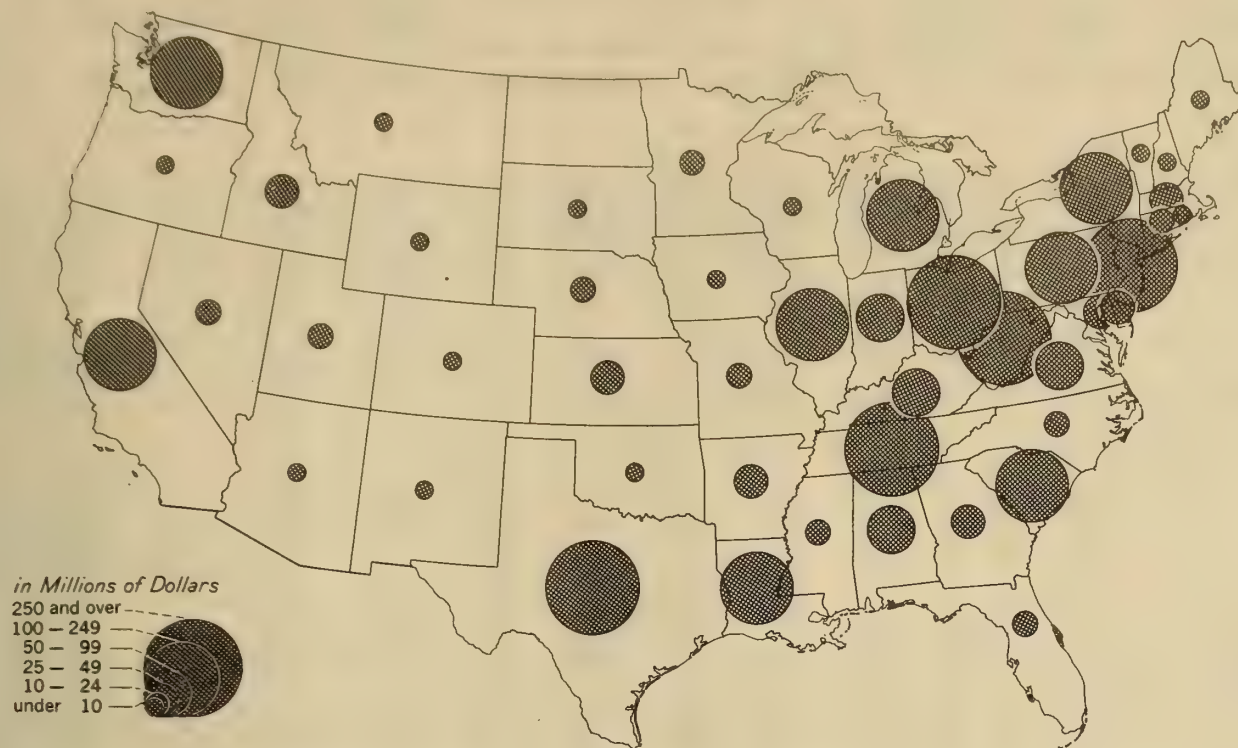 in Millions of Dollars
250 and over
100 – 249
50 – 99
25 – 49
10 – 24
under 10